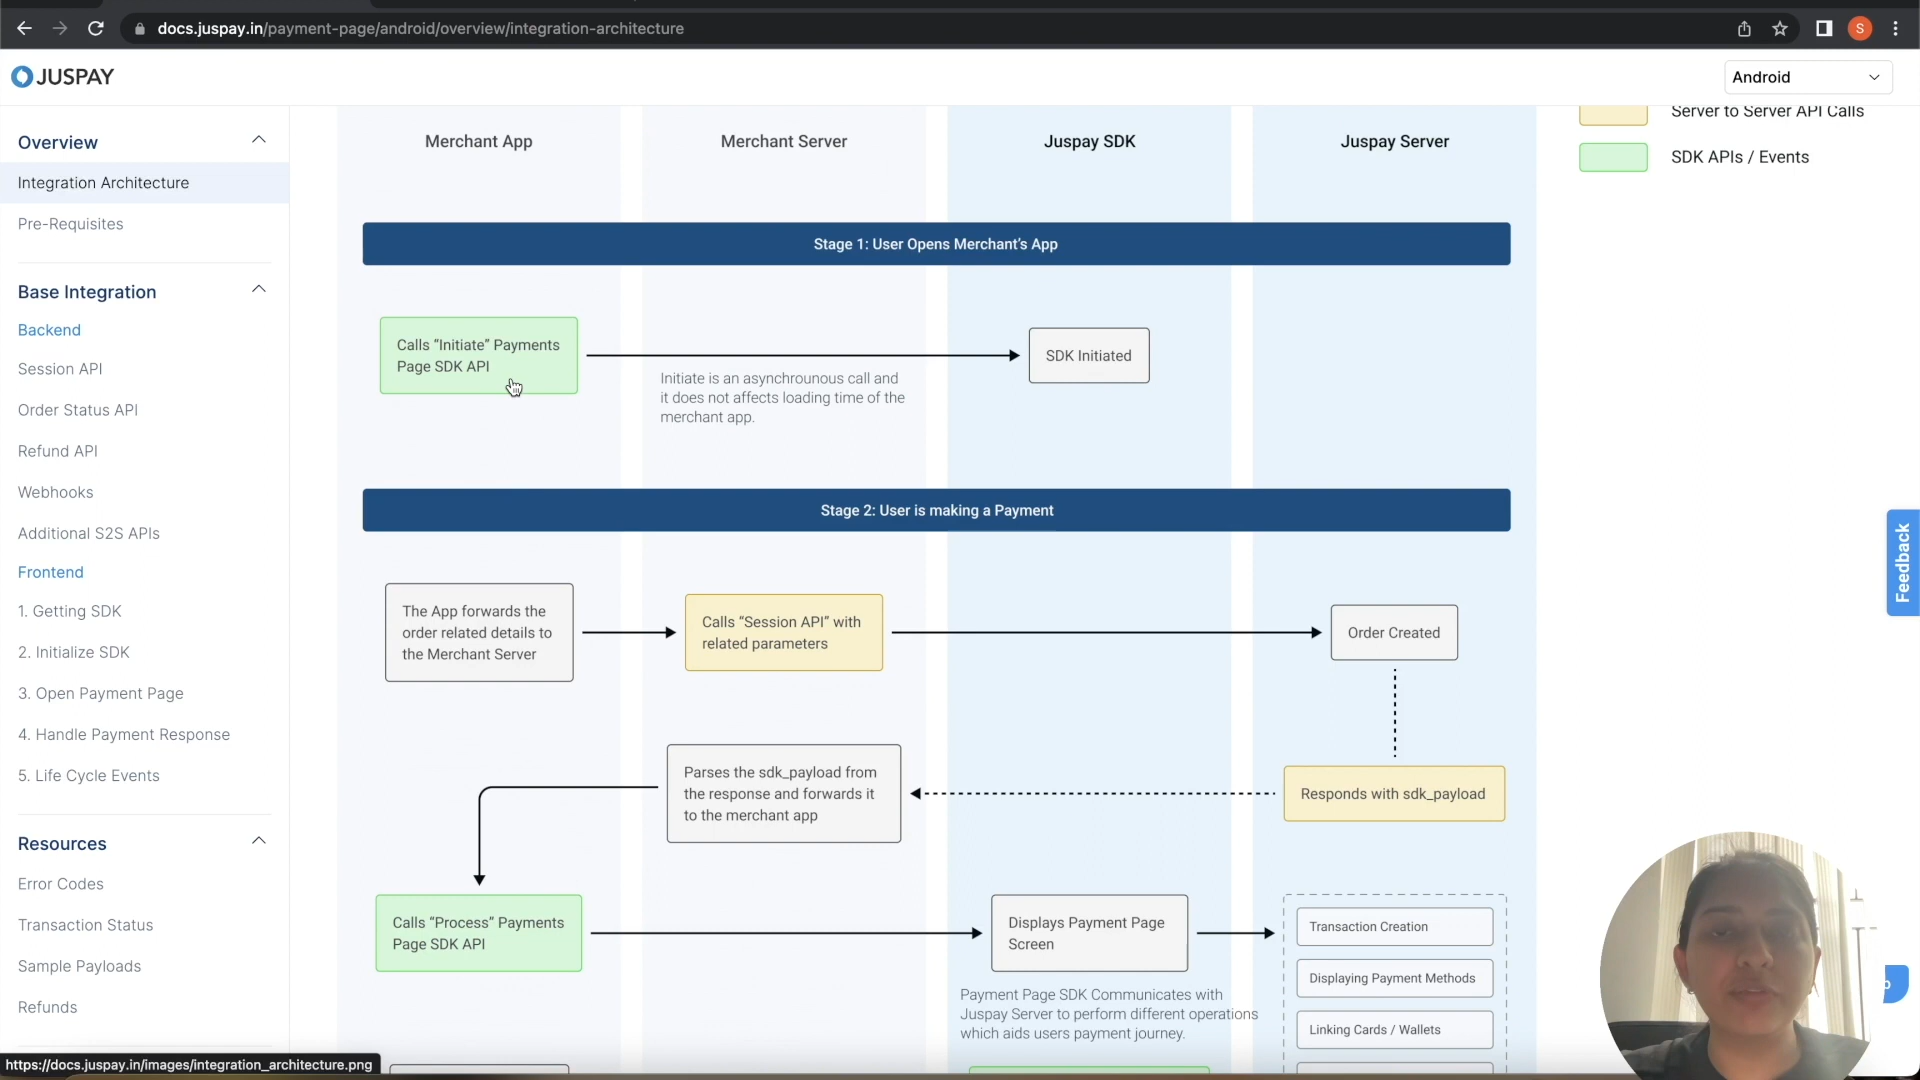 docs.juspay.in/payment-page/android/overview/integration-architecture
S
JUSPAY
Android
Overview
Integration Architecture
Pre-Requisites
Base Integration
Backend
Session API
Order Status API
Refund API
Webhooks
Additional S2S APIs
Frontend
1. Getting SDK
2. Initialize SDK
3. Open Payment Page
4. Handle Payment Response
5. Life Cycle Events
Resources
Error Codes
Transaction Status
Sample Payloads
Refunds
Merchant App
Merchant Server
Juspay SDK
Juspay Server
Server to Server API Calls
SDK APIs / Events
Stage 1: User Opens Merchant's App
Calls “Initiate” Payments
Page SDK API
Initiate is an asynchrounous call and
it does not affects loading time of the
merchant app.
SDK Initiated
Stage 2: User is making a Payment
The App forwards the
order related details to
the Merchant Server
Calls “Session API” with
related parameters
Order Created
Parses the sdk_payload from
the response and forwards it
to the merchant app
Responds with sdk_payload
Calls “Process” Payments
Page SDK API
Displays Payment Page
Screen
Payment Page SDK Communicates with
Juspay Server to perform different operations
which aids users payment journey.
Transaction Creation
Displaying Payment Methods
Linking Cards / Wallets
Feedback
https://docs.juspay.in/images/integration_architecture.png